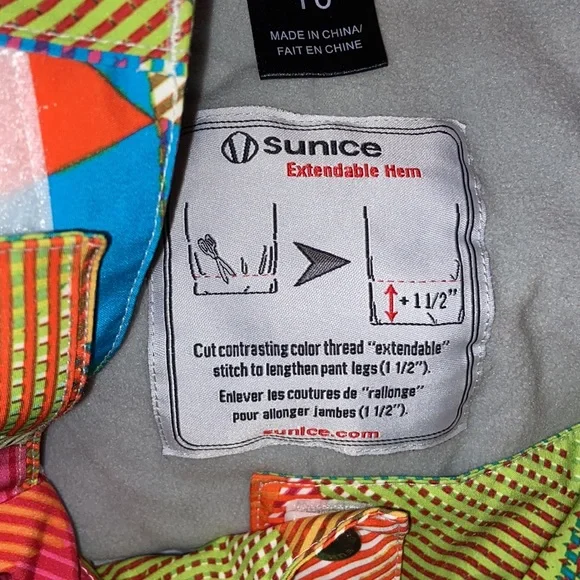 10
MADE IN CHINA/
FAIT EN CHINE
sunice
Extendable Hem
+ 1 1/2"
Cut contrasting color thread "extendable"
stitch to lengthen pant legs (1 1/2").
Enlever les coutures de "rallonge"
pour allonger jambes (1 1/2").
sunice.com